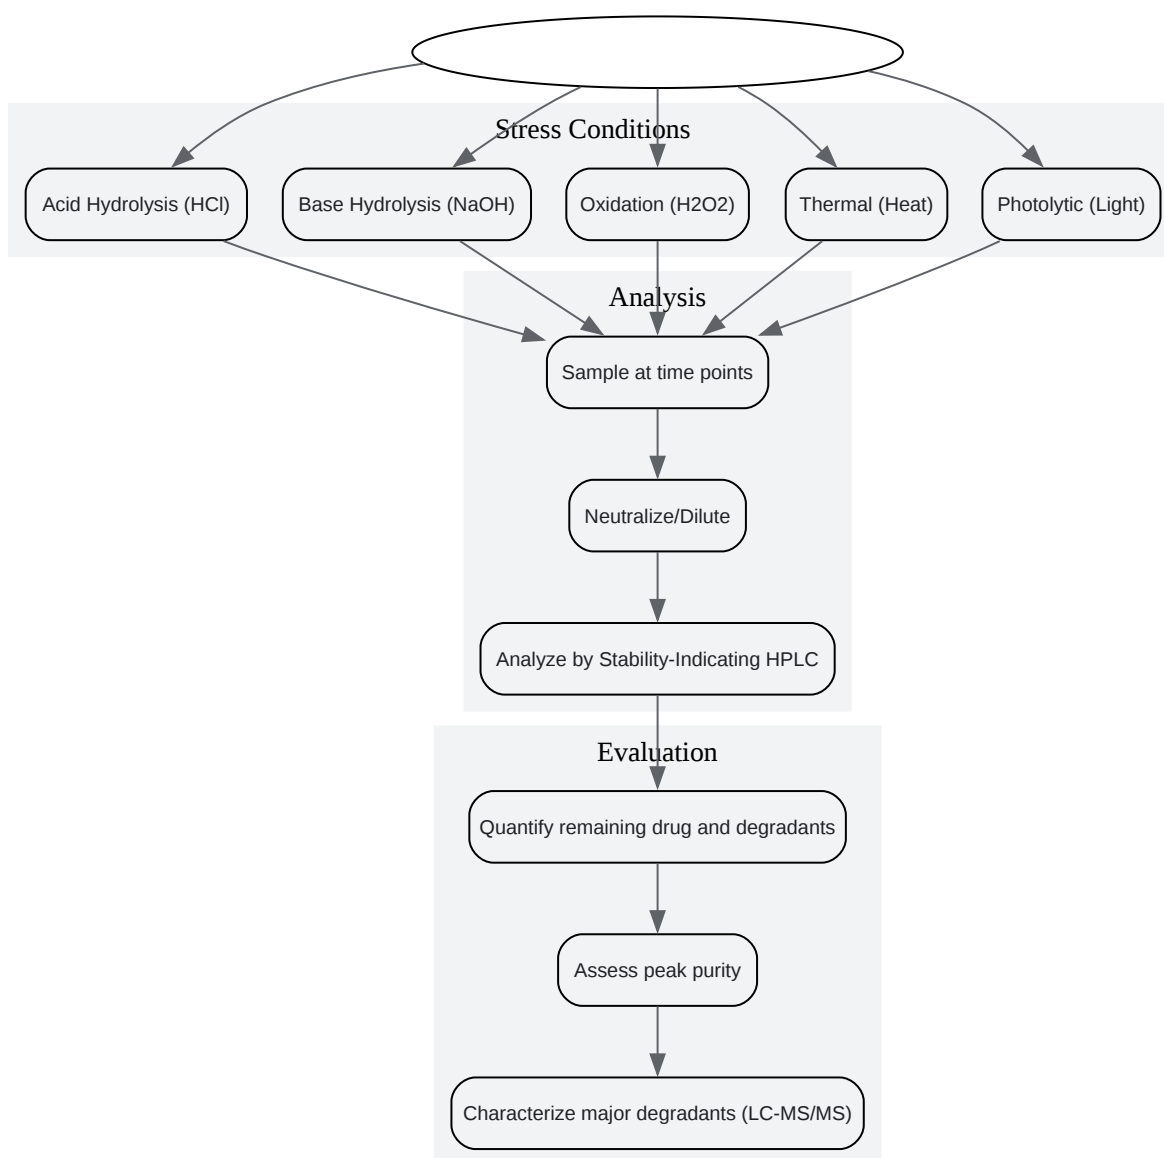 Stress Conditions
Acid Hydrolysis (HCl)
Base Hydrolysis (NaOH)
Oxidation (H2O2)
Thermal (Heat)
Photolytic (Light)
Analysis
Sample at time points
Neutralize/Dilute
Analyze by Stability-Indicating HPLC
Evaluation
Quantify remaining drug and degradants
Assess peak purity
Characterize major degradants (LC-MS/MS)